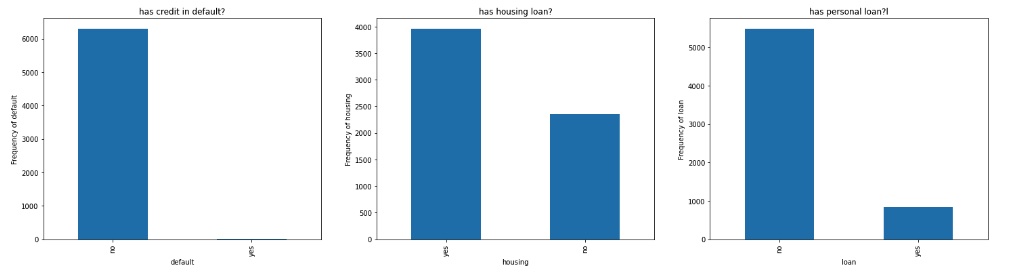 has credit in default?
6000
5000
4000
3000
2000
1000
0
Frequency of default
no
yes
default
has housing loan?
4000
3500
3000
2500
2000
1500
1000
500
0
Frequency of housing
yes
no
housing
has personal loan?l
5000
4000
3000
2000
1000
0
Frequency of loan
no
yes
loan